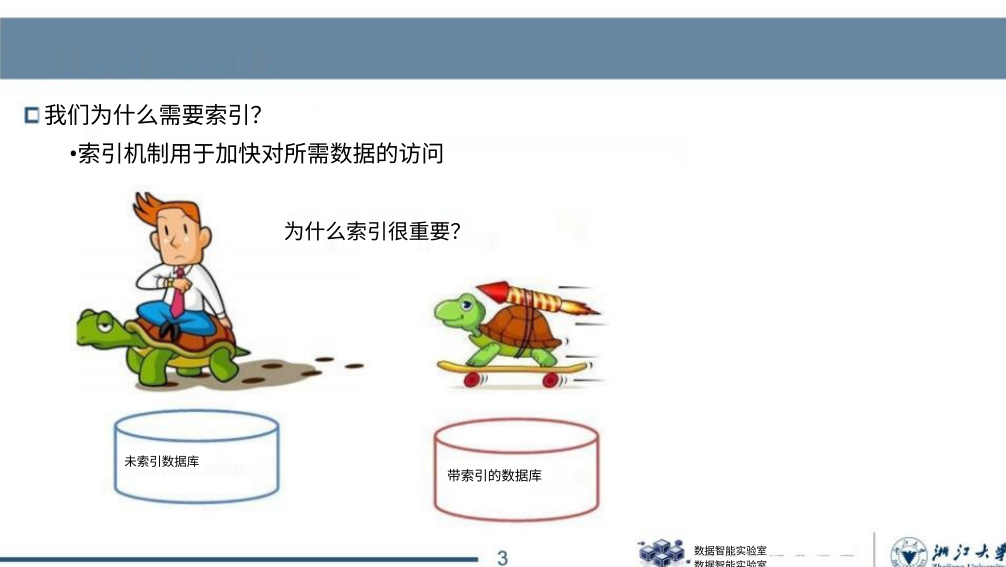 我们为什么需要索引？
•索引机制用于加快对所需数据的访问
为什么索引很重要？
未索引数据库
带索引的数据库
3
数据智能实验室
数据智能实验室
浙江大学
Zhejiang University